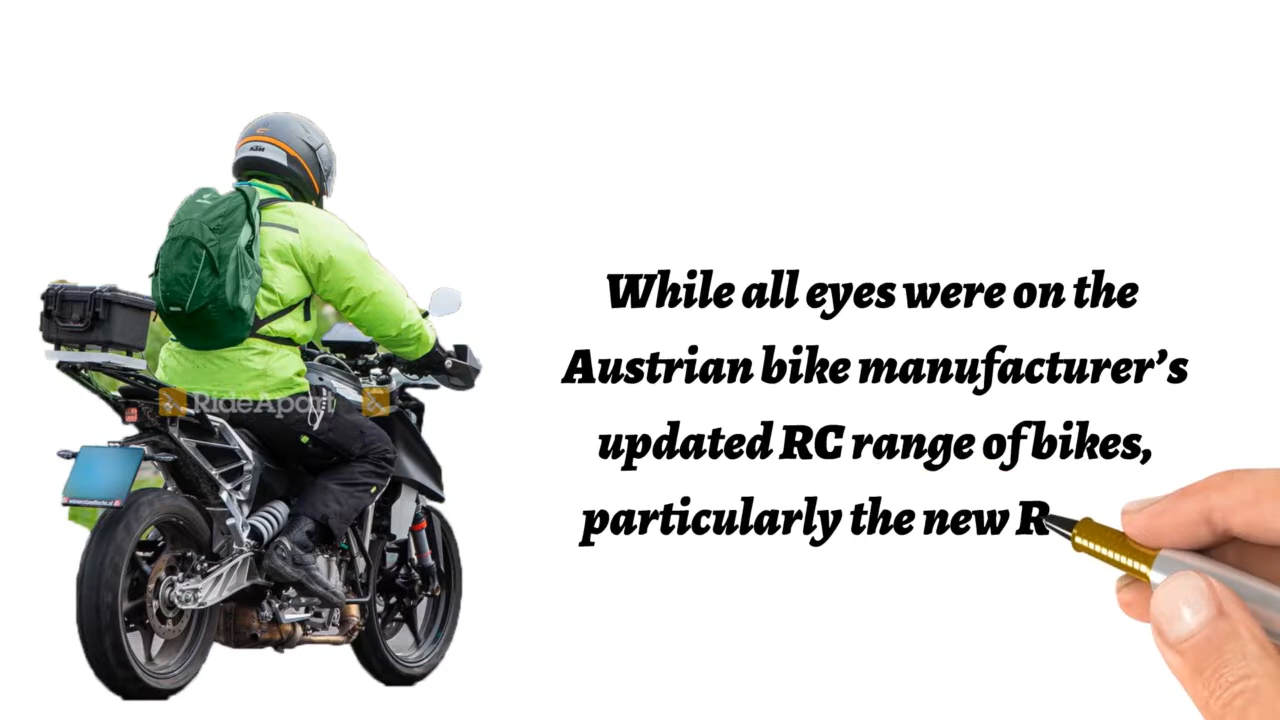 While all eyes were on the
Austrian bike manufacturer’s
updated RC range of bikes,
particularly the new R
KTM
RideApart